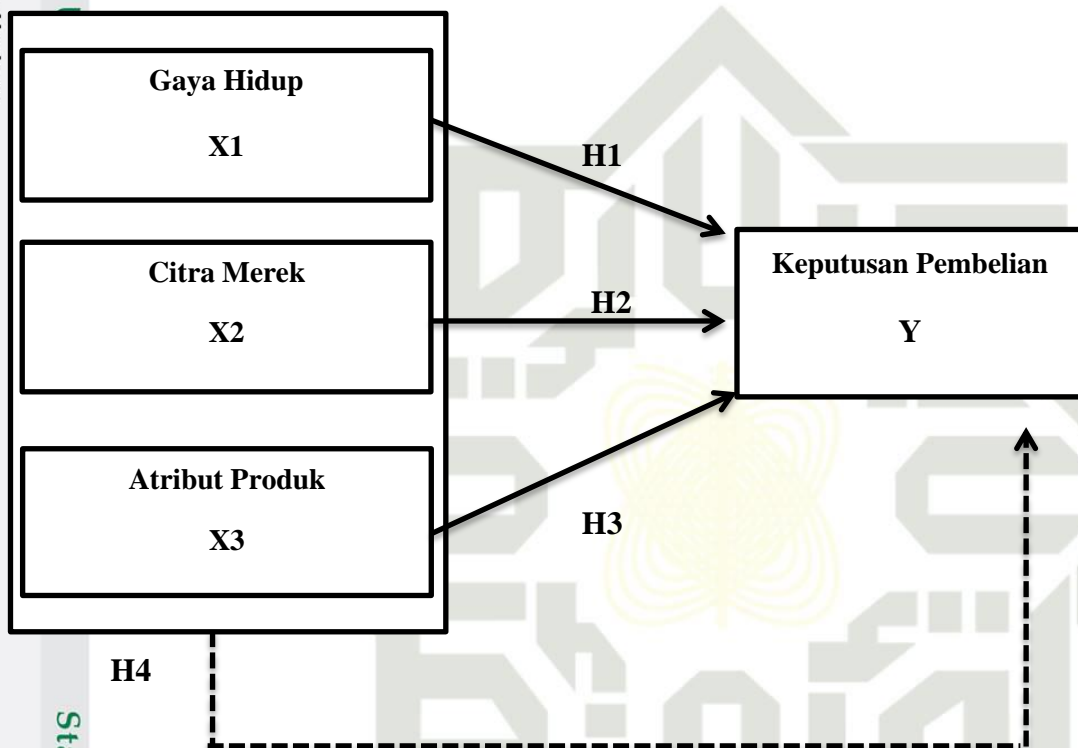 Gaya Hidup
X1
H1
Citra Merek
X2
H2
Keputusan Pembelian
Y
Atribut Produk
X3
H3
H4